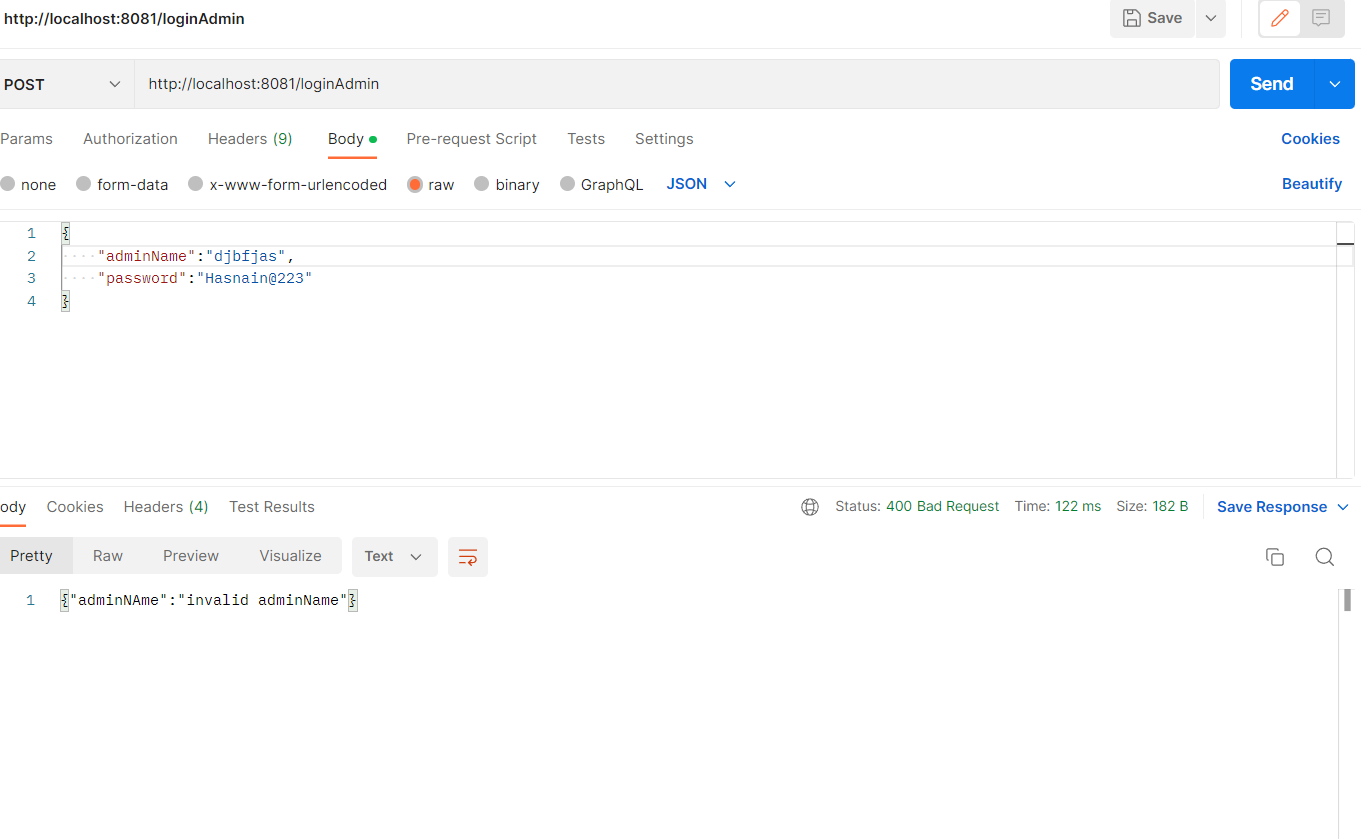 http://localhost:8081/loginAdmin
Save
POST
http://localhost:8081/loginAdmin
Send
Params Authorization Headers (9) Body Pre-request Script Tests Settings Cookies
none form-data x-www-form-urlencoded raw binary GraphQL JSON Beautify
1 {
2 ····"adminName":"djbfjas",
3 ····"password":"Hasnain@223"
4 }
ody Cookies Headers (4) Test Results Status: 400 Bad Request Time: 122 ms Size: 182 B Save Response
Pretty Raw Preview Visualize Text
1 {"adminNAme":"invalid adminName"}